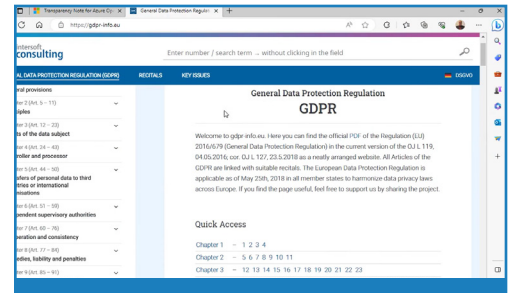 Transparency Note for Azure Op
General Data Protection Regulati
https://gdpr-info.eu
intersoft
consulting
Enter number / search term → without clicking in the field
AL DATA PROTECTION REGULATION (GDPR)
RECITALS
KEY ISSUES
DSGVO
eral provisions
ter 2 (Art. 5 – 11)
iples
ter 3 (Art. 12 – 23)
ts of the data subject
ter 4 (Art. 24 – 43)
roller and processor
ter 5 (Art. 44 – 50)
sfers of personal data to third
tries or international
nisations
ter 6 (Art. 51 – 59)
pendent supervisory authorities
ter 7 (Art. 60 – 76)
eration and consistency
ter 8 (Art. 77 – 84)
edies, liability and penalties
ter 9 (Art. 85 – 91)
General Data Protection Regulation
GDPR
Welcome to gdpr-info.eu. Here you can find the official PDF of the Regulation (EU)
2016/679 (General Data Protection Regulation) in the current version of the OJ L 119,
04.05.2016; cor. OJ L 127, 23.5.2018 as a neatly arranged website. All Articles of the
GDPR are linked with suitable recitals. The European Data Protection Regulation is
applicable as of May 25th, 2018 in all member states to harmonize data privacy laws
across Europe. If you find the page useful, feel free to support us by sharing the project.
Quick Access
Chapter 1 – 1 2 3 4
Chapter 2 – 5 6 7 8 9 10 11
Chapter 3 – 12 13 14 15 16 17 18 19 20 21 22 23